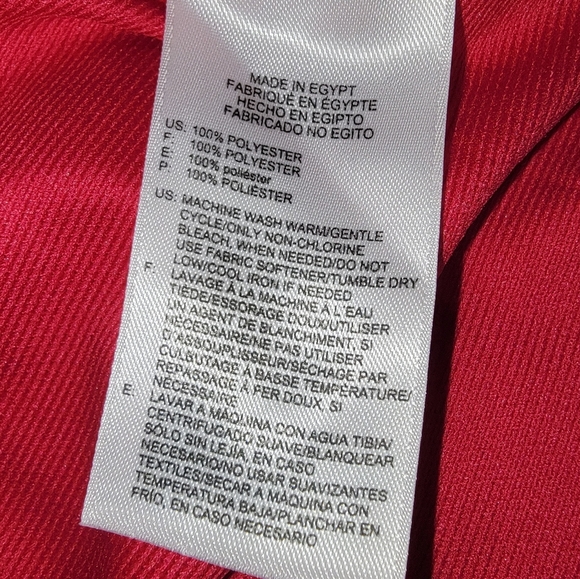 MADE IN EGYPT
FABRIQUÉ EN ÉGYPTE
HECHO EN EGIPTO
FABRICADO NO EGITO
US: 100% POLYESTER
F: 100% POLYESTER
E: 100% poliéster
P: 100% POLIÉSTER
US: MACHINE WASH WARM/GENTLE
CYCLE/ONLY NON-CHLORINE
BLEACH, WHEN NEEDED/DO NOT
USE FABRIC SOFTENER/TUMBLE DRY
LOW/COOL IRON IF NEEDED
F: LAVAGE À LA MACHINE À L'EAU
TIÈDE/ESSORAGE DOUX/UTILISER
UN AGENT DE BLANCHIMENT, SI
NÉCESSAIRE/NE PAS UTILISER
D'ASSOUPLISSEUR/SÉCHAGE PAR
CULBUTAGE À BASSE TEMPÉRATURE/
REPASSAGE À FER DOUX, SI
NÉCESSAIRE
E: LAVAR A MÁQUINA CON AGUA TIBIA/
CENTRIFUGADO SUAVE/BLANQUEAR
SÓLO SIN LEJÍA, EN CASO
NECESARIO/NO USAR SUAVIZANTES
TEXTILES/SECAR A MÁQUINA CON
TEMPERATURA BAJA/PLANCHAR EN
FRÍO, EN CASO NECESARIO